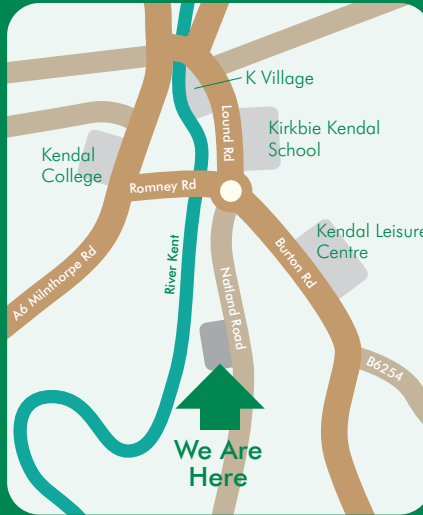 K Village
Lound Rd
Kirkbie Kendal
School
Kendal
College
Romney Rd
Kendal Leisure
Centre
A6 Milnthorpe Rd
River Kent
Natland Road
Burton Rd
B6254
We Are
Here